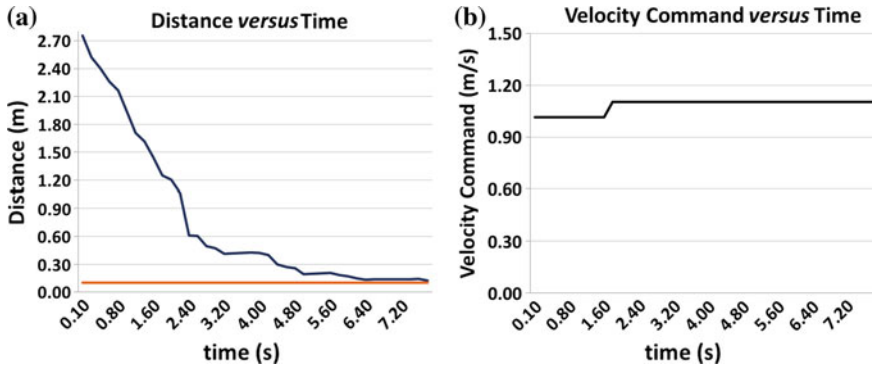 (a)
Distance versus Time
Distance (m)
2.70
2.40
2.10
1.80
1.50
1.20
0.90
0.60
0.30
0.00
0.10 0.80 1.60 2.40 3.20 4.00 4.80 5.60 6.40 7.20
time (s)
(b)
Velocity Command versus Time
Velocity Command (m/s)
1.50
1.20
0.90
0.60
0.30
0.00
0.10 0.80 1.60 2.40 3.20 4.00 4.80 5.60 6.40 7.20
time (s)